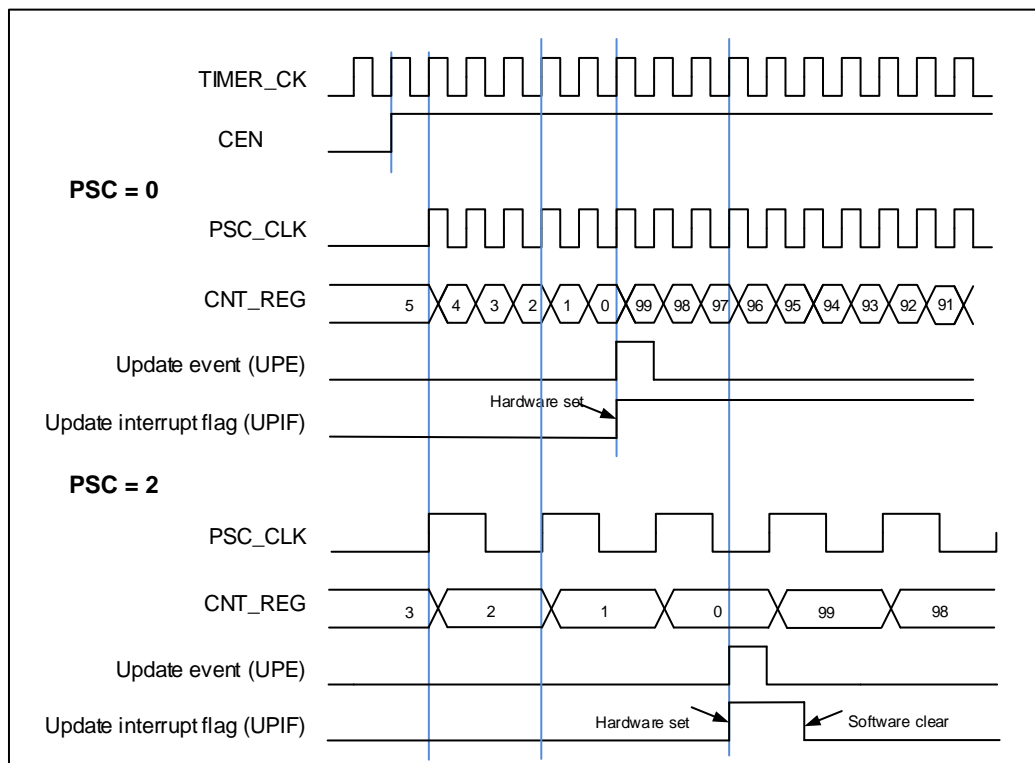 TIMER_CK
CEN
PSC = 0
PSC_CLK
CNT_REG 5 4 3 2 1 0 99 98 97 96 95 94 93 92 91
Update event (UPE)
Hardware set
Update interrupt flag (UPIF)
PSC = 2
PSC_CLK
CNT_REG 3 2 1 0 99 98
Update event (UPE)
Update interrupt flag (UPIF) Hardware set Software clear